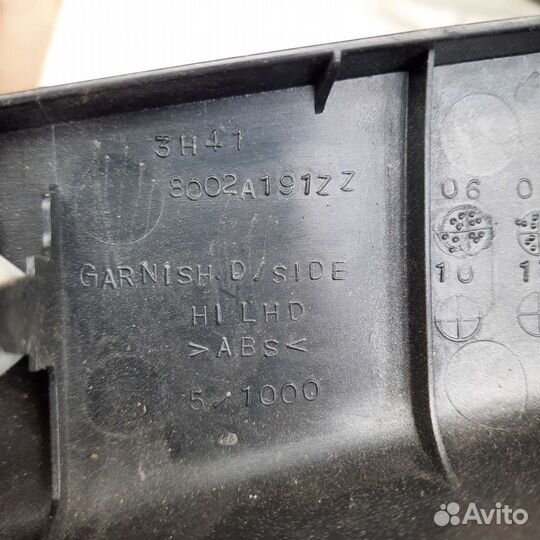 3H41
8002A191ZZ
GARNISH,D/SIDE
HI LHD
>ABS<
5/1000
06 0
10 1
Avito